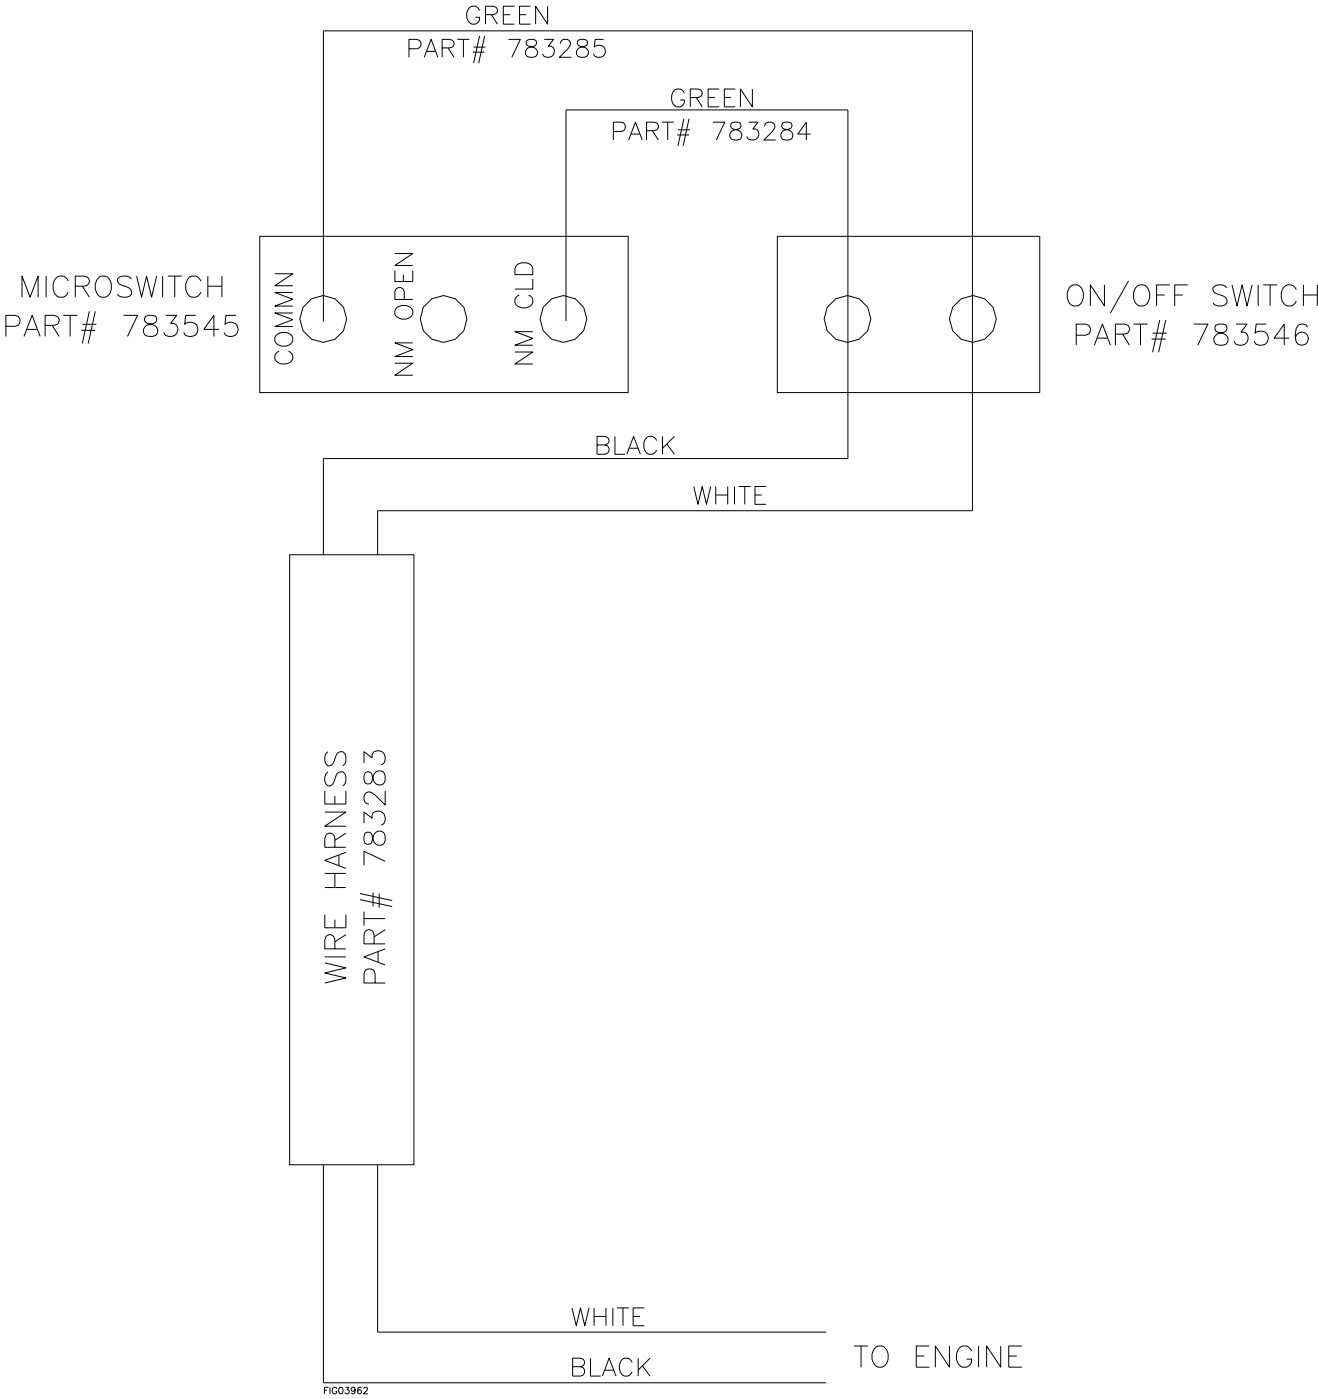 GREEN
PART# 783285
GREEN
PART# 783284
MICROSWITCH
PART# 783545
COMMN
NM OPEN
NM CLD
ON/OFF SWITCH
PART# 783546
BLACK
WHITE
WIRE HARNESS
PART# 783283
WHITE
BLACK
TO ENGINE
FIG03962